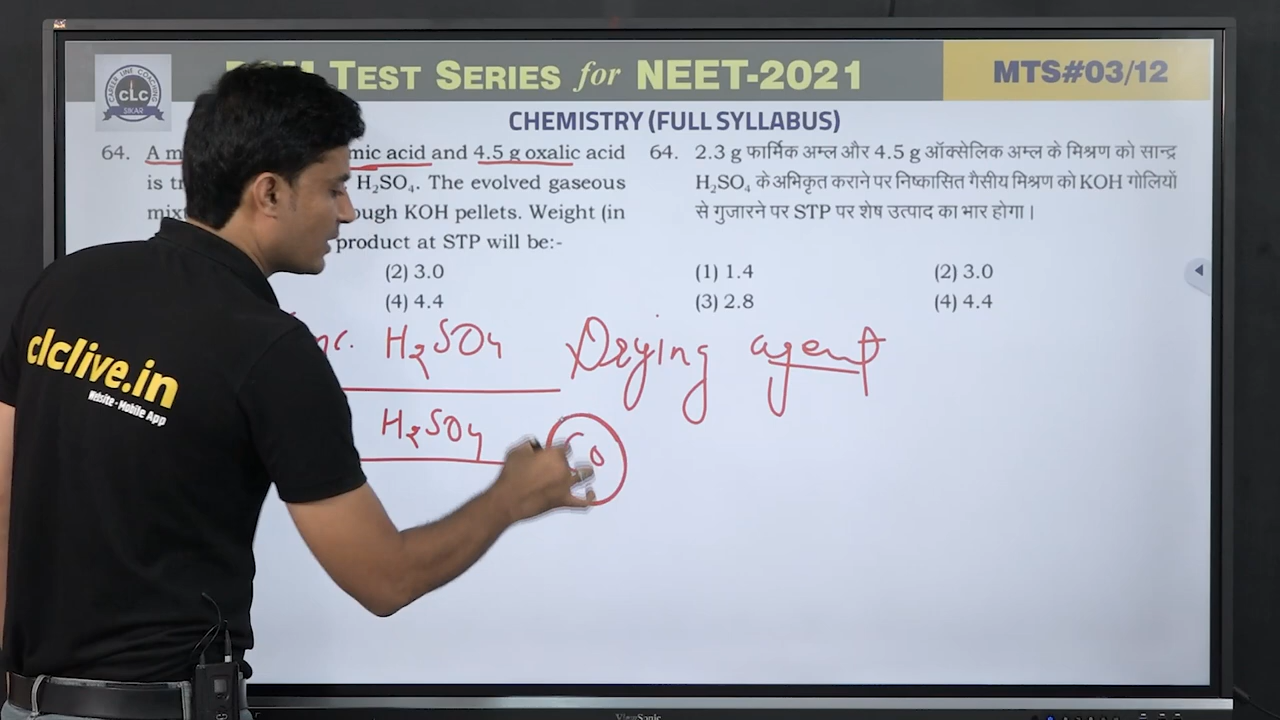 TEST SERIES for NEET-2021
MTS#03/12
CLC
SIKAR
CHEMISTRY (FULL SYLLABUS)
64. A m mic acid and 4.5 g oxalic acid
is tr H₂SO₄. The evolved gaseous
mix ough KOH pellets. Weight (in
product at STP will be:-
(2) 3.0
(4) 4.4
64. 2.3 g फार्मिक अम्ल और 4.5 g ऑक्सेलिक अम्ल के मिश्रण को सान्द्र
H₂SO₄ के अभिकृत कराने पर निष्कासित गैसीय मिश्रण को KOH गोलियों
से गुजारने पर STP पर शेष उत्पाद का भार होगा।
(1) 1.4 (2) 3.0
(3) 2.8 (4) 4.4
nc. H₂SO₄ Drying agent
H₂SO₄
clclive.in
Website • Mobile App
ViewSonic